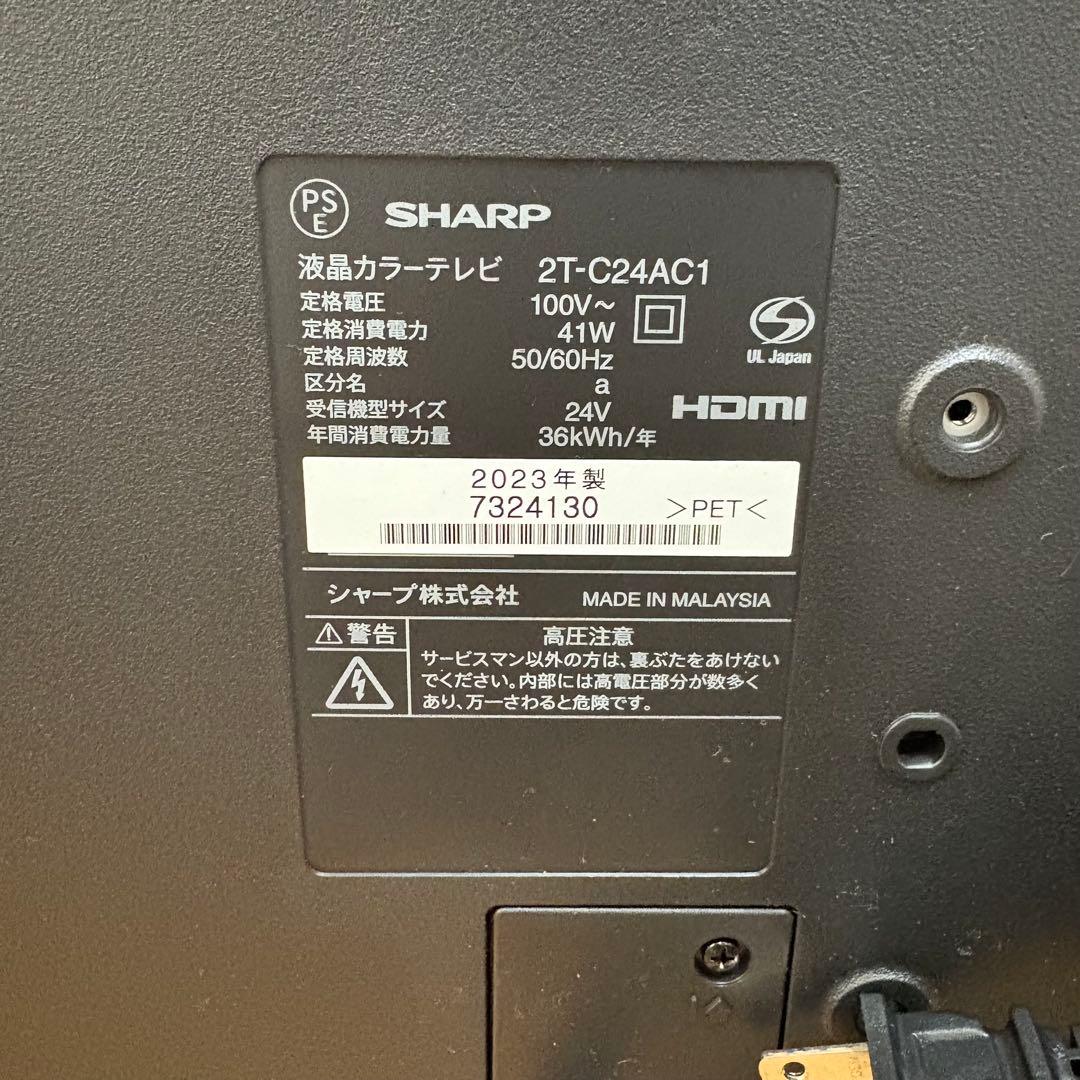 PS
E
SHARP
液晶カラーテレビ 2T-C24AC1
定格電圧 100V～
定格消費電力 41W
定格周波数 50/60Hz
区分名 a
受信機型サイズ 24V
年間消費電力量 36kWh/年
UL Japan
HDMI
2023年製
7324130 ＞PET＜
シャープ株式会社 MADE IN MALAYSIA
⚠警告 高圧注意
サービスマン以外の方は、裏ぶたをあけない
でください。内部には高電圧部分が数多く
あり、万一さわると危険です。